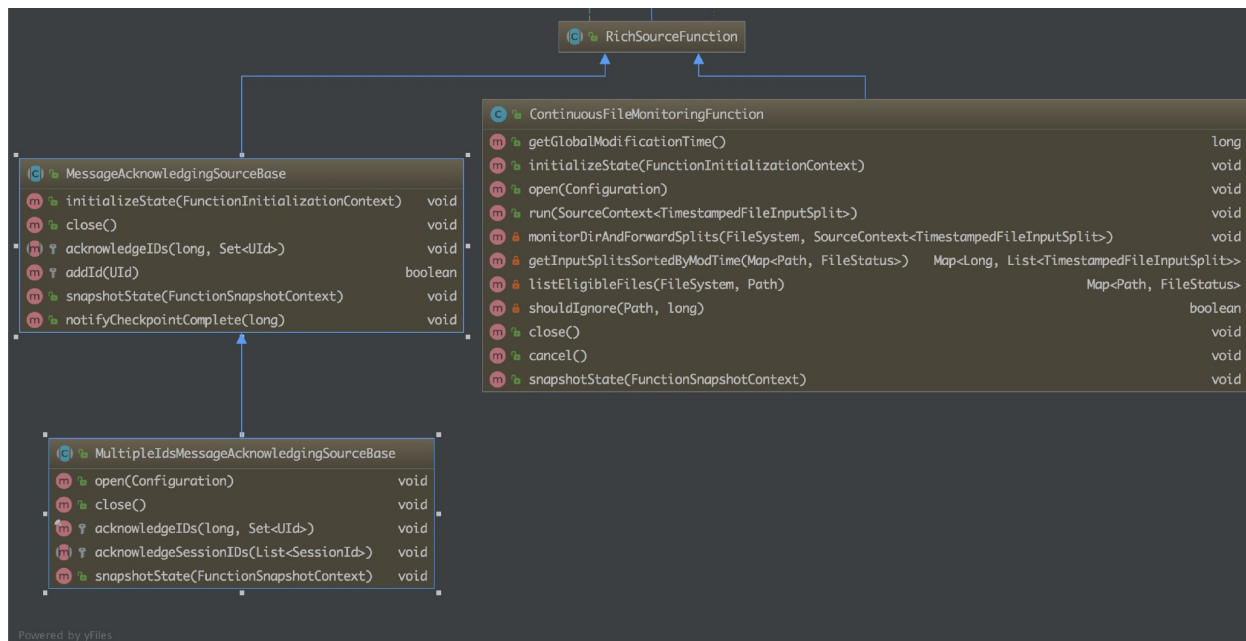 RichSourceFunction
ContinuousFileMonitoringFunction
getGlobalModificationTime() long
initializeState(FunctionInitializationContext) void
open(Configuration) void
run(SourceContext<TimestampedFileInputSplit>) void
monitorDirAndForwardSplits(FileSystem, SourceContext<TimestampedFileInputSplit>) void
getInputSplitsSortedByModTime(Map<Path, FileStatus>) Map<Long, List<TimestampedFileInputSplit>>
listEligibleFiles(FileSystem, Path) Map<Path, FileStatus>
shouldIgnore(Path, long) boolean
close() void
cancel() void
snapshotState(FunctionSnapshotContext) void
MessageAcknowledgingSourceBase
initializeState(FunctionInitializationContext) void
close() void
acknowledgeIDs(long, Set<UId>) void
addId(UId) boolean
snapshotState(FunctionSnapshotContext) void
notifyCheckpointComplete(long) void
MultipleIdsMessageAcknowledgingSourceBase
open(Configuration) void
close() void
acknowledgeIDs(long, Set<UId>) void
acknowledgeSessionIDs(List<SessionId>) void
snapshotState(FunctionSnapshotContext) void
Powered by yFiles